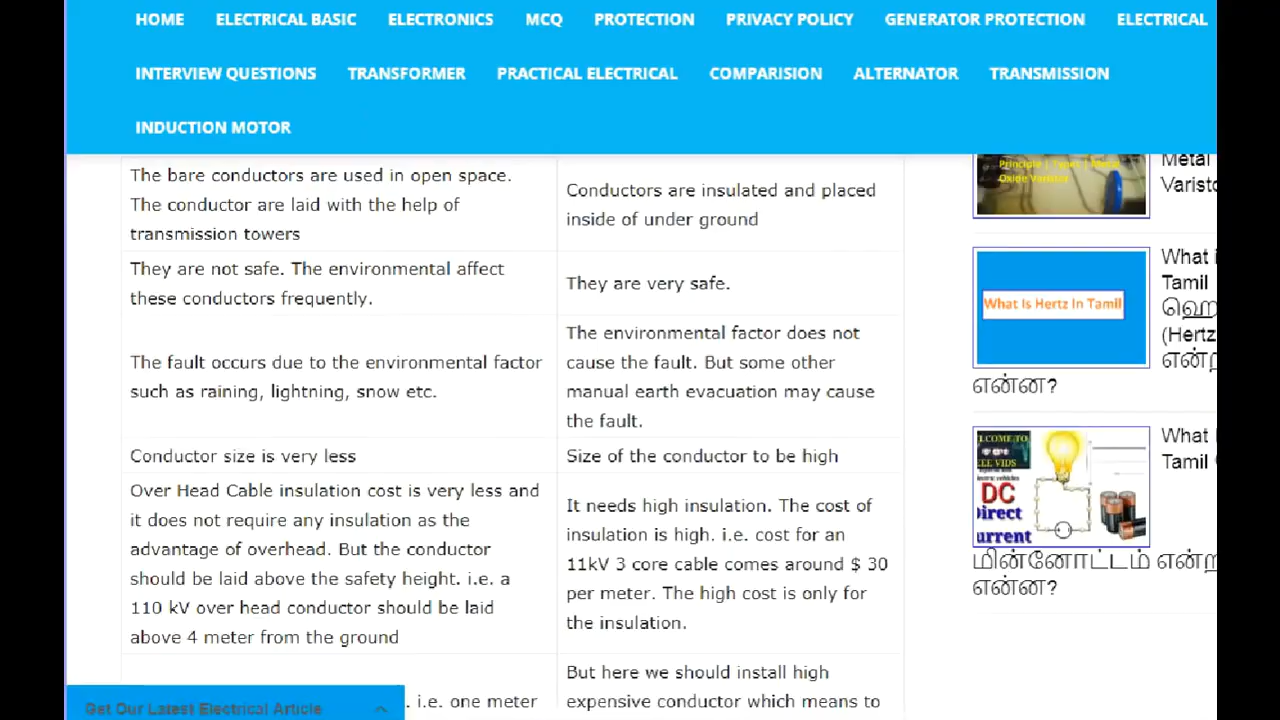 HOME ELECTRICAL BASIC ELECTRONICS MCQ PROTECTION PRIVACY POLICY GENERATOR PROTECTION ELECTRICAL
INTERVIEW QUESTIONS TRANSFORMER PRACTICAL ELECTRICAL COMPARISION ALTERNATOR TRANSMISSION
INDUCTION MOTOR
The bare conductors are used in open space.
The conductor are laid with the help of
transmission towers
Conductors are insulated and placed
inside of under ground
They are not safe. The environmental affect
these conductors frequently.
They are very safe.
The fault occurs due to the environmental factor
such as raining, lightning, snow etc.
The environmental factor does not
cause the fault. But some other
manual earth evacuation may cause
the fault.
Conductor size is very less
Size of the conductor to be high
Over Head Cable insulation cost is very less and
it does not require any insulation as the
advantage of overhead. But the conductor
should be laid above the safety height. i.e. a
110 kV over head conductor should be laid
above 4 meter from the ground
It needs high insulation. The cost of
insulation is high. i.e. cost for an
11kV 3 core cable comes around $ 30
per meter. The high cost is only for
the insulation.
. i.e. one meter
But here we should install high
expensive conductor which means to
Get Our Latest Electrical Article
Principle | Types | Metal
Oxide Varistor
Metal
Varisto
What Is Hertz In Tamil
What i
Tamil
(Hertz
என்ன?
DC
irect
urrent
What
Tamil
மின்னோட்டம் என்ற
என்ன?